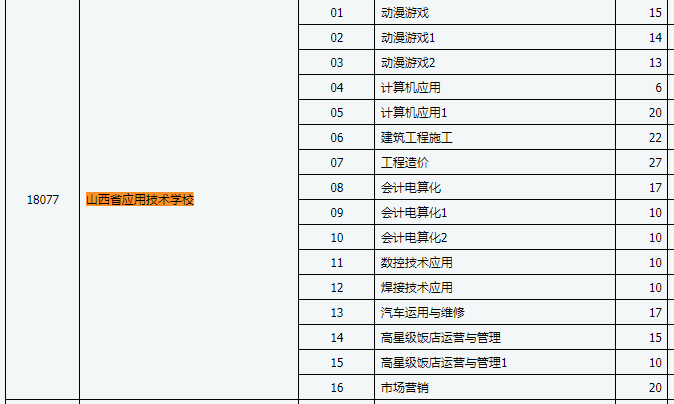 01 动漫游戏 15
02 动漫游戏1 14
03 动漫游戏2 13
04 计算机应用 6
05 计算机应用1 20
06 建筑工程施工 22
07 工程造价 27
18077 山西省应用技术学校 08 会计电算化 17
09 会计电算化1 10
10 会计电算化2 10
11 数控技术应用 10
12 焊接技术应用 10
13 汽车运用与维修 17
14 高星级饭店运营与管理 15
15 高星级饭店运营与管理1 10
16 市场营销 20